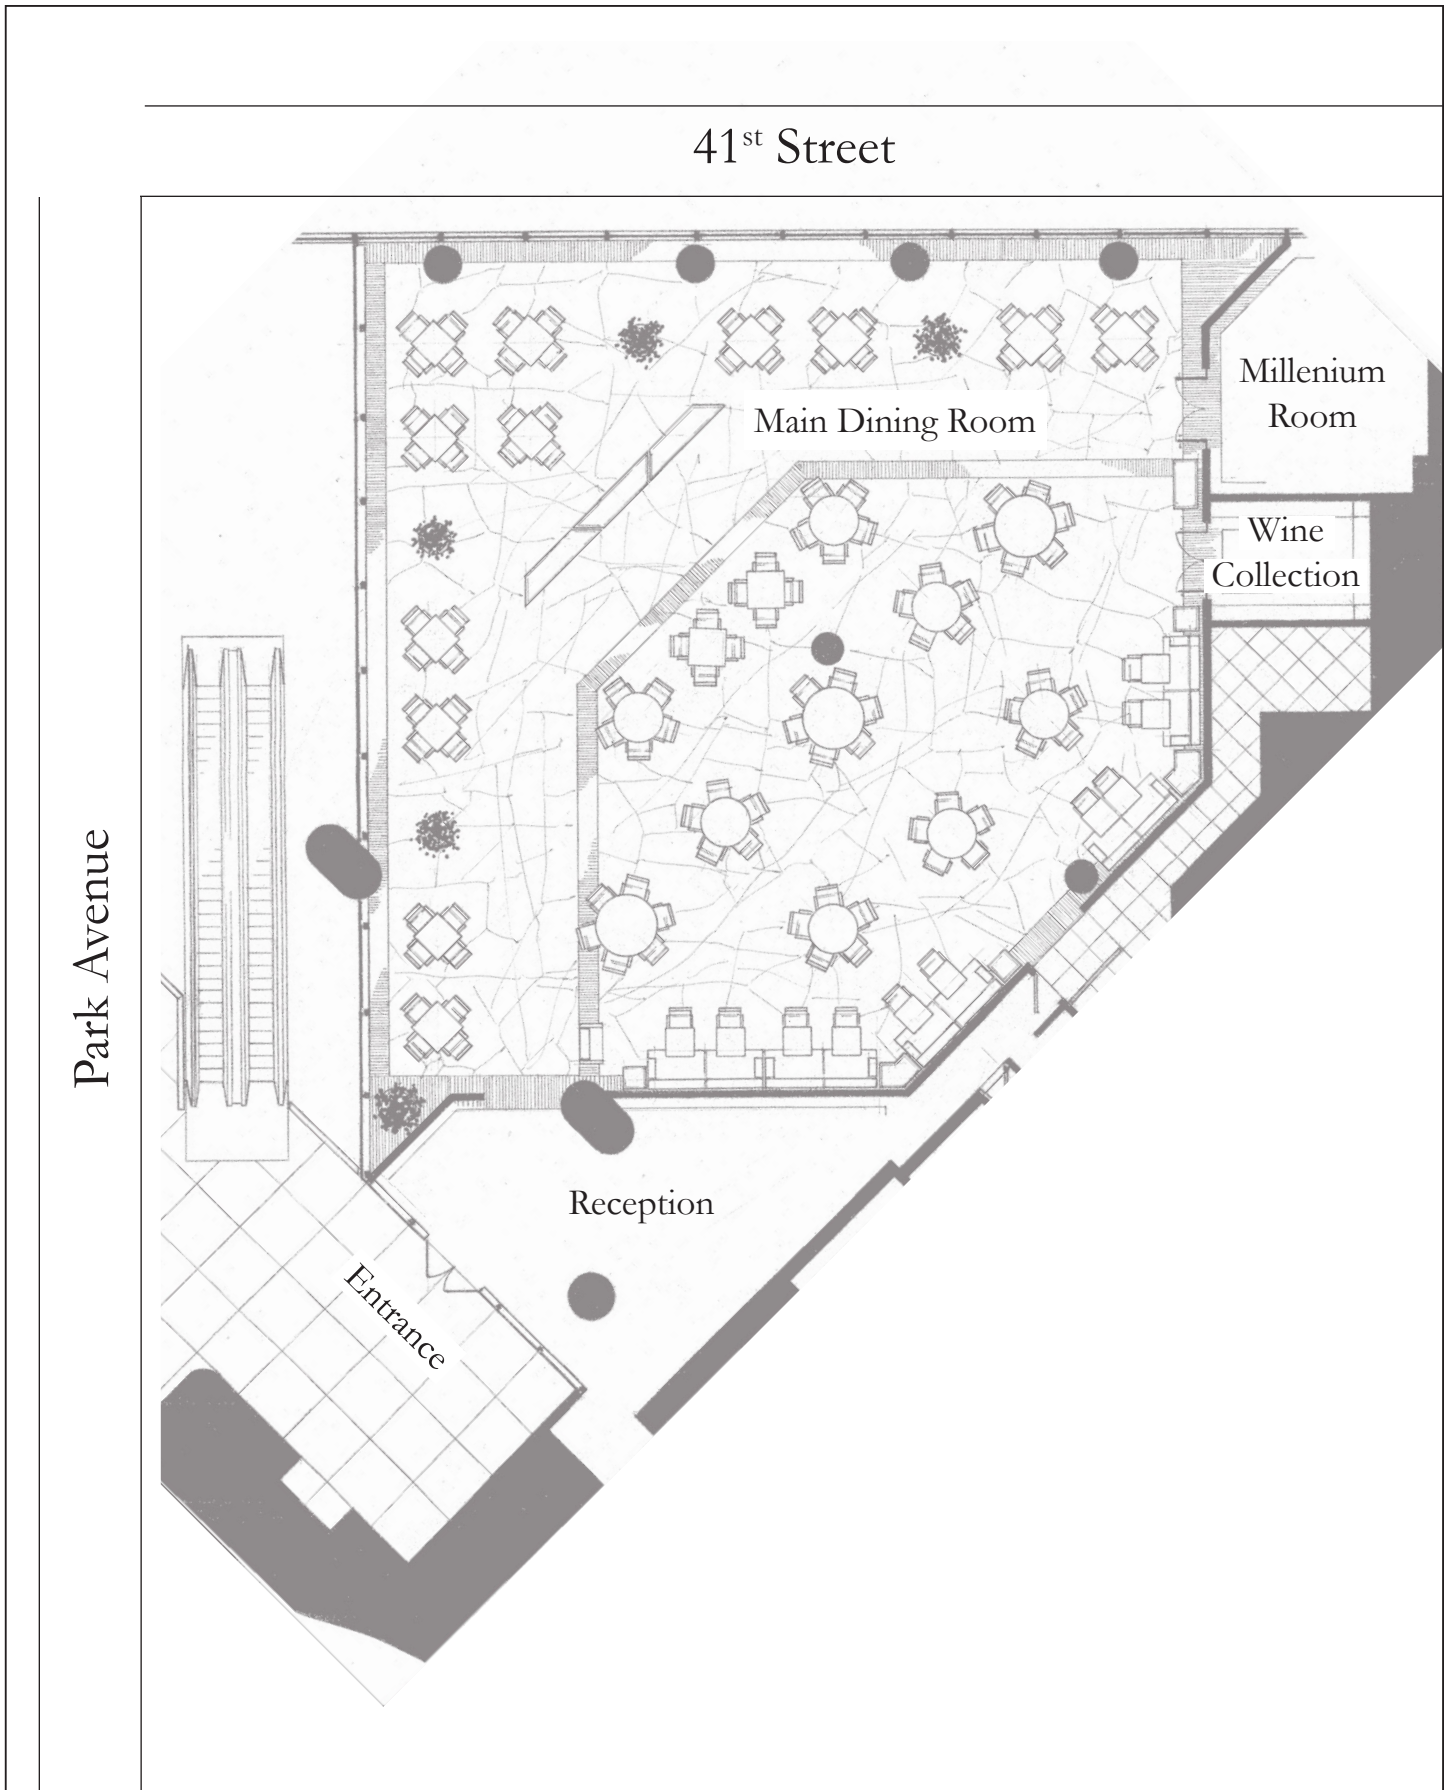 41st Street
Main Dining Room
Millenium
Room
Wine
Collection
Park Avenue
Reception
Entrance